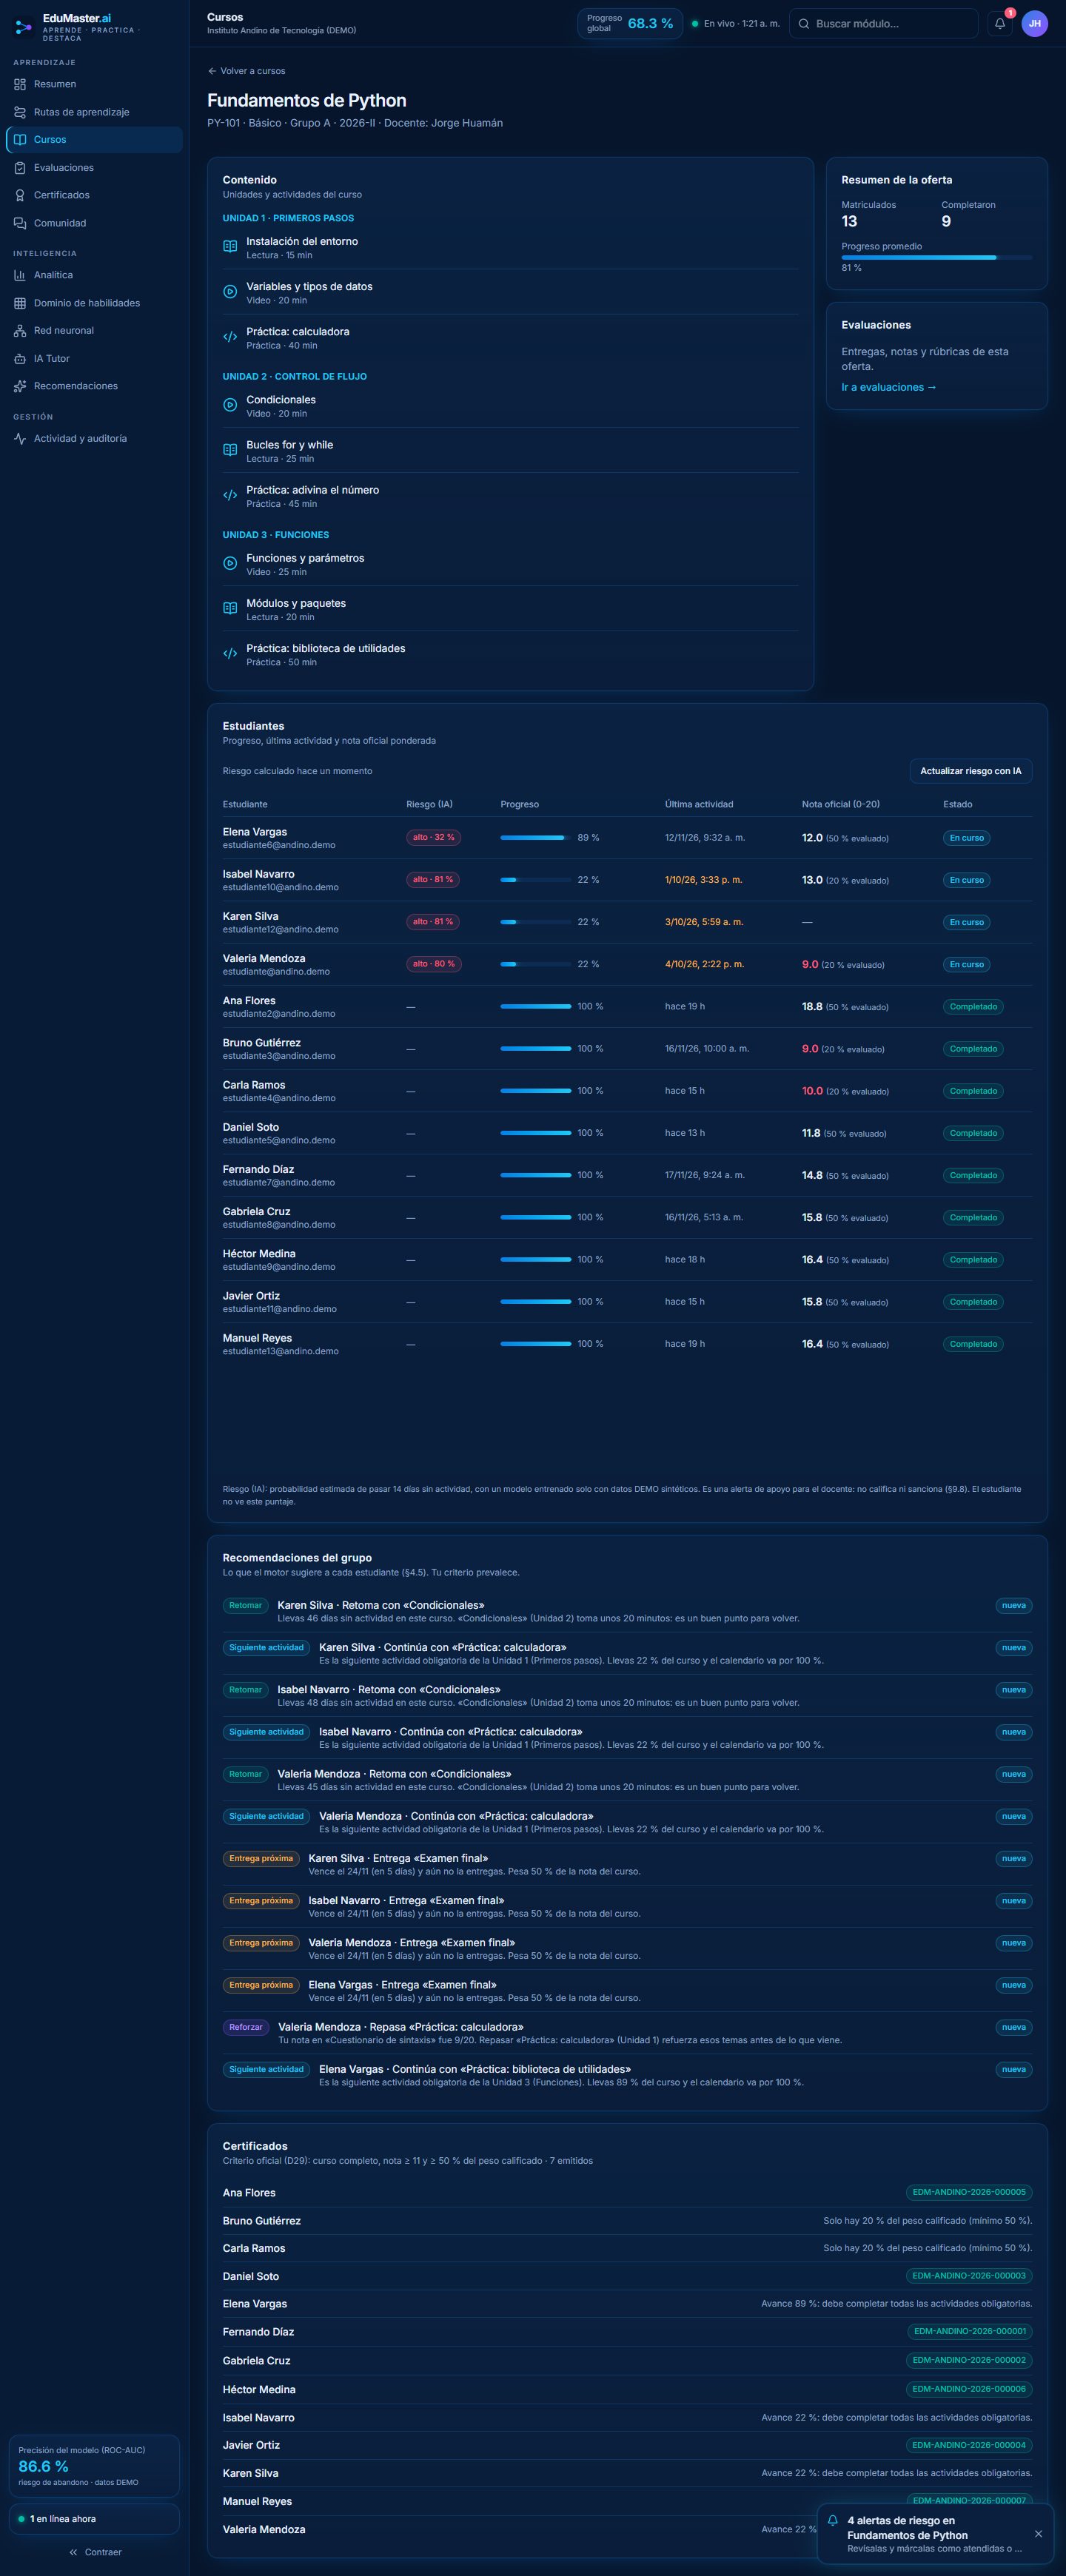 EduMaster.ai
APRENDE · PRACTICA ·
DESTACA
APRENDIZAJE
Resumen
Rutas de aprendizaje
Cursos
Evaluaciones
Certificados
Comunidad
INTELIGENCIA
Analítica
Dominio de habilidades
Red neuronal
IA Tutor
Recomendaciones
GESTIÓN
Actividad y auditoría
Precisión del modelo (ROC-AUC)
86.6 %
riesgo de abandono · datos DEMO
1 en línea ahora
Contraer
Cursos
Instituto Andino de Tecnología (DEMO)
Progreso
global
68.3 %
En vivo · 1:21 a. m.
Buscar módulo...
1
JH
← Volver a cursos
Fundamentos de Python
PY-101 · Básico · Grupo A · 2026-II · Docente: Jorge Huamán
Contenido
Unidades y actividades del curso
UNIDAD 1 · PRIMEROS PASOS
Instalación del entorno
Lectura · 15 min
Variables y tipos de datos
Video · 20 min
Práctica: calculadora
Práctica · 40 min
UNIDAD 2 · CONTROL DE FLUJO
Condicionales
Video · 20 min
Bucles for y while
Lectura · 25 min
Práctica: adivina el número
Práctica · 45 min
UNIDAD 3 · FUNCIONES
Funciones y parámetros
Video · 25 min
Módulos y paquetes
Lectura · 20 min
Práctica: biblioteca de utilidades
Práctica · 50 min
Resumen de la oferta
Matriculados Completaron
13 9
Progreso promedio
81 %
Evaluaciones
Entregas, notas y rúbricas de esta
oferta.
Ir a evaluaciones →
Estudiantes
Progreso, última actividad y nota oficial ponderada
Riesgo calculado hace un momento
Actualizar riesgo con IA
Estudiante Riesgo (IA) Progreso Última actividad Nota oficial (0-20) Estado
Elena Vargas
estudiante6@andino.demo
alto · 32 % 89 % 12/11/26, 9:32 a. m. 12.0 (50 % evaluado) En curso
Isabel Navarro
estudiante10@andino.demo
alto · 81 % 22 % 1/10/26, 3:33 p. m. 13.0 (20 % evaluado) En curso
Karen Silva
estudiante12@andino.demo
alto · 81 % 22 % 3/10/26, 5:59 a. m. — En curso
Valeria Mendoza
estudiante@andino.demo
alto · 80 % 22 % 4/10/26, 2:22 p. m. 9.0 (20 % evaluado) En curso
Ana Flores
estudiante2@andino.demo
— 100 % hace 19 h 18.8 (50 % evaluado) Completado
Bruno Gutiérrez
estudiante3@andino.demo
— 100 % 16/11/26, 10:00 a. m. 9.0 (20 % evaluado) Completado
Carla Ramos
estudiante4@andino.demo
— 100 % hace 15 h 10.0 (20 % evaluado) Completado
Daniel Soto
estudiante5@andino.demo
— 100 % hace 13 h 11.8 (50 % evaluado) Completado
Fernando Díaz
estudiante7@andino.demo
— 100 % 17/11/26, 9:24 a. m. 14.8 (50 % evaluado) Completado
Gabriela Cruz
estudiante8@andino.demo
— 100 % 16/11/26, 5:13 a. m. 15.8 (50 % evaluado) Completado
Héctor Medina
estudiante9@andino.demo
— 100 % hace 18 h 16.4 (50 % evaluado) Completado
Javier Ortiz
estudiante11@andino.demo
— 100 % hace 15 h 15.8 (50 % evaluado) Completado
Manuel Reyes
estudiante13@andino.demo
— 100 % hace 19 h 16.4 (50 % evaluado) Completado
Riesgo (IA): probabilidad estimada de pasar 14 días sin actividad, con un modelo entrenado solo con datos DEMO sintéticos. Es una alerta de apoyo para el docente: no califica ni sanciona (§9.8). El estudiante
no ve este puntaje.
Recomendaciones del grupo
Lo que el motor sugiere a cada estudiante (§4.5). Tu criterio prevalece.
Retomar Karen Silva · Retoma con «Condicionales» nueva
Llevas 46 días sin actividad en este curso. «Condicionales» (Unidad 2) toma unos 20 minutos: es un buen punto para volver.
Siguiente actividad Karen Silva · Continúa con «Práctica: calculadora» nueva
Es la siguiente actividad obligatoria de la Unidad 1 (Primeros pasos). Llevas 22 % del curso y el calendario va por 100 %.
Retomar Isabel Navarro · Retoma con «Condicionales» nueva
Llevas 48 días sin actividad en este curso. «Condicionales» (Unidad 2) toma unos 20 minutos: es un buen punto para volver.
Siguiente actividad Isabel Navarro · Continúa con «Práctica: calculadora» nueva
Es la siguiente actividad obligatoria de la Unidad 1 (Primeros pasos). Llevas 22 % del curso y el calendario va por 100 %.
Retomar Valeria Mendoza · Retoma con «Condicionales» nueva
Llevas 45 días sin actividad en este curso. «Condicionales» (Unidad 2) toma unos 20 minutos: es un buen punto para volver.
Siguiente actividad Valeria Mendoza · Continúa con «Práctica: calculadora» nueva
Es la siguiente actividad obligatoria de la Unidad 1 (Primeros pasos). Llevas 22 % del curso y el calendario va por 100 %.
Entrega próxima Karen Silva · Entrega «Examen final» nueva
Vence el 24/11 (en 5 días) y aún no la entregas. Pesa 50 % de la nota del curso.
Entrega próxima Isabel Navarro · Entrega «Examen final» nueva
Vence el 24/11 (en 5 días) y aún no la entregas. Pesa 50 % de la nota del curso.
Entrega próxima Valeria Mendoza · Entrega «Examen final» nueva
Vence el 24/11 (en 5 días) y aún no la entregas. Pesa 50 % de la nota del curso.
Entrega próxima Elena Vargas · Entrega «Examen final» nueva
Vence el 24/11 (en 5 días) y aún no la entregas. Pesa 50 % de la nota del curso.
Reforzar Valeria Mendoza · Repasa «Práctica: calculadora» nueva
Tu nota en «Cuestionario de sintaxis» fue 9/20. Repasar «Práctica: calculadora» (Unidad 1) refuerza esos temas antes de lo que viene.
Siguiente actividad Elena Vargas · Continúa con «Práctica: biblioteca de utilidades» nueva
Es la siguiente actividad obligatoria de la Unidad 3 (Funciones). Llevas 89 % del curso y el calendario va por 100 %.
Certificados
Criterio oficial (D29): curso completo, nota ≥ 11 y ≥ 50 % del peso calificado · 7 emitidos
Ana Flores EDM-ANDINO-2026-000005
Bruno Gutiérrez Solo hay 20 % del peso calificado (mínimo 50 %).
Carla Ramos Solo hay 20 % del peso calificado (mínimo 50 %).
Daniel Soto EDM-ANDINO-2026-000003
Elena Vargas Avance 89 %: debe completar todas las actividades obligatorias.
Fernando Díaz EDM-ANDINO-2026-000001
Gabriela Cruz EDM-ANDINO-2026-000002
Héctor Medina EDM-ANDINO-2026-000006
Isabel Navarro Avance 22 %: debe completar todas las actividades obligatorias.
Javier Ortiz EDM-ANDINO-2026-000004
Karen Silva Avance 22 %: debe completar todas las actividades obligatorias.
Manuel Reyes EDM-ANDINO-2026-000007
Valeria Mendoza Avance 22 %
4 alertas de riesgo en
Fundamentos de Python
Revísalas y márcalas como atendidas o ...